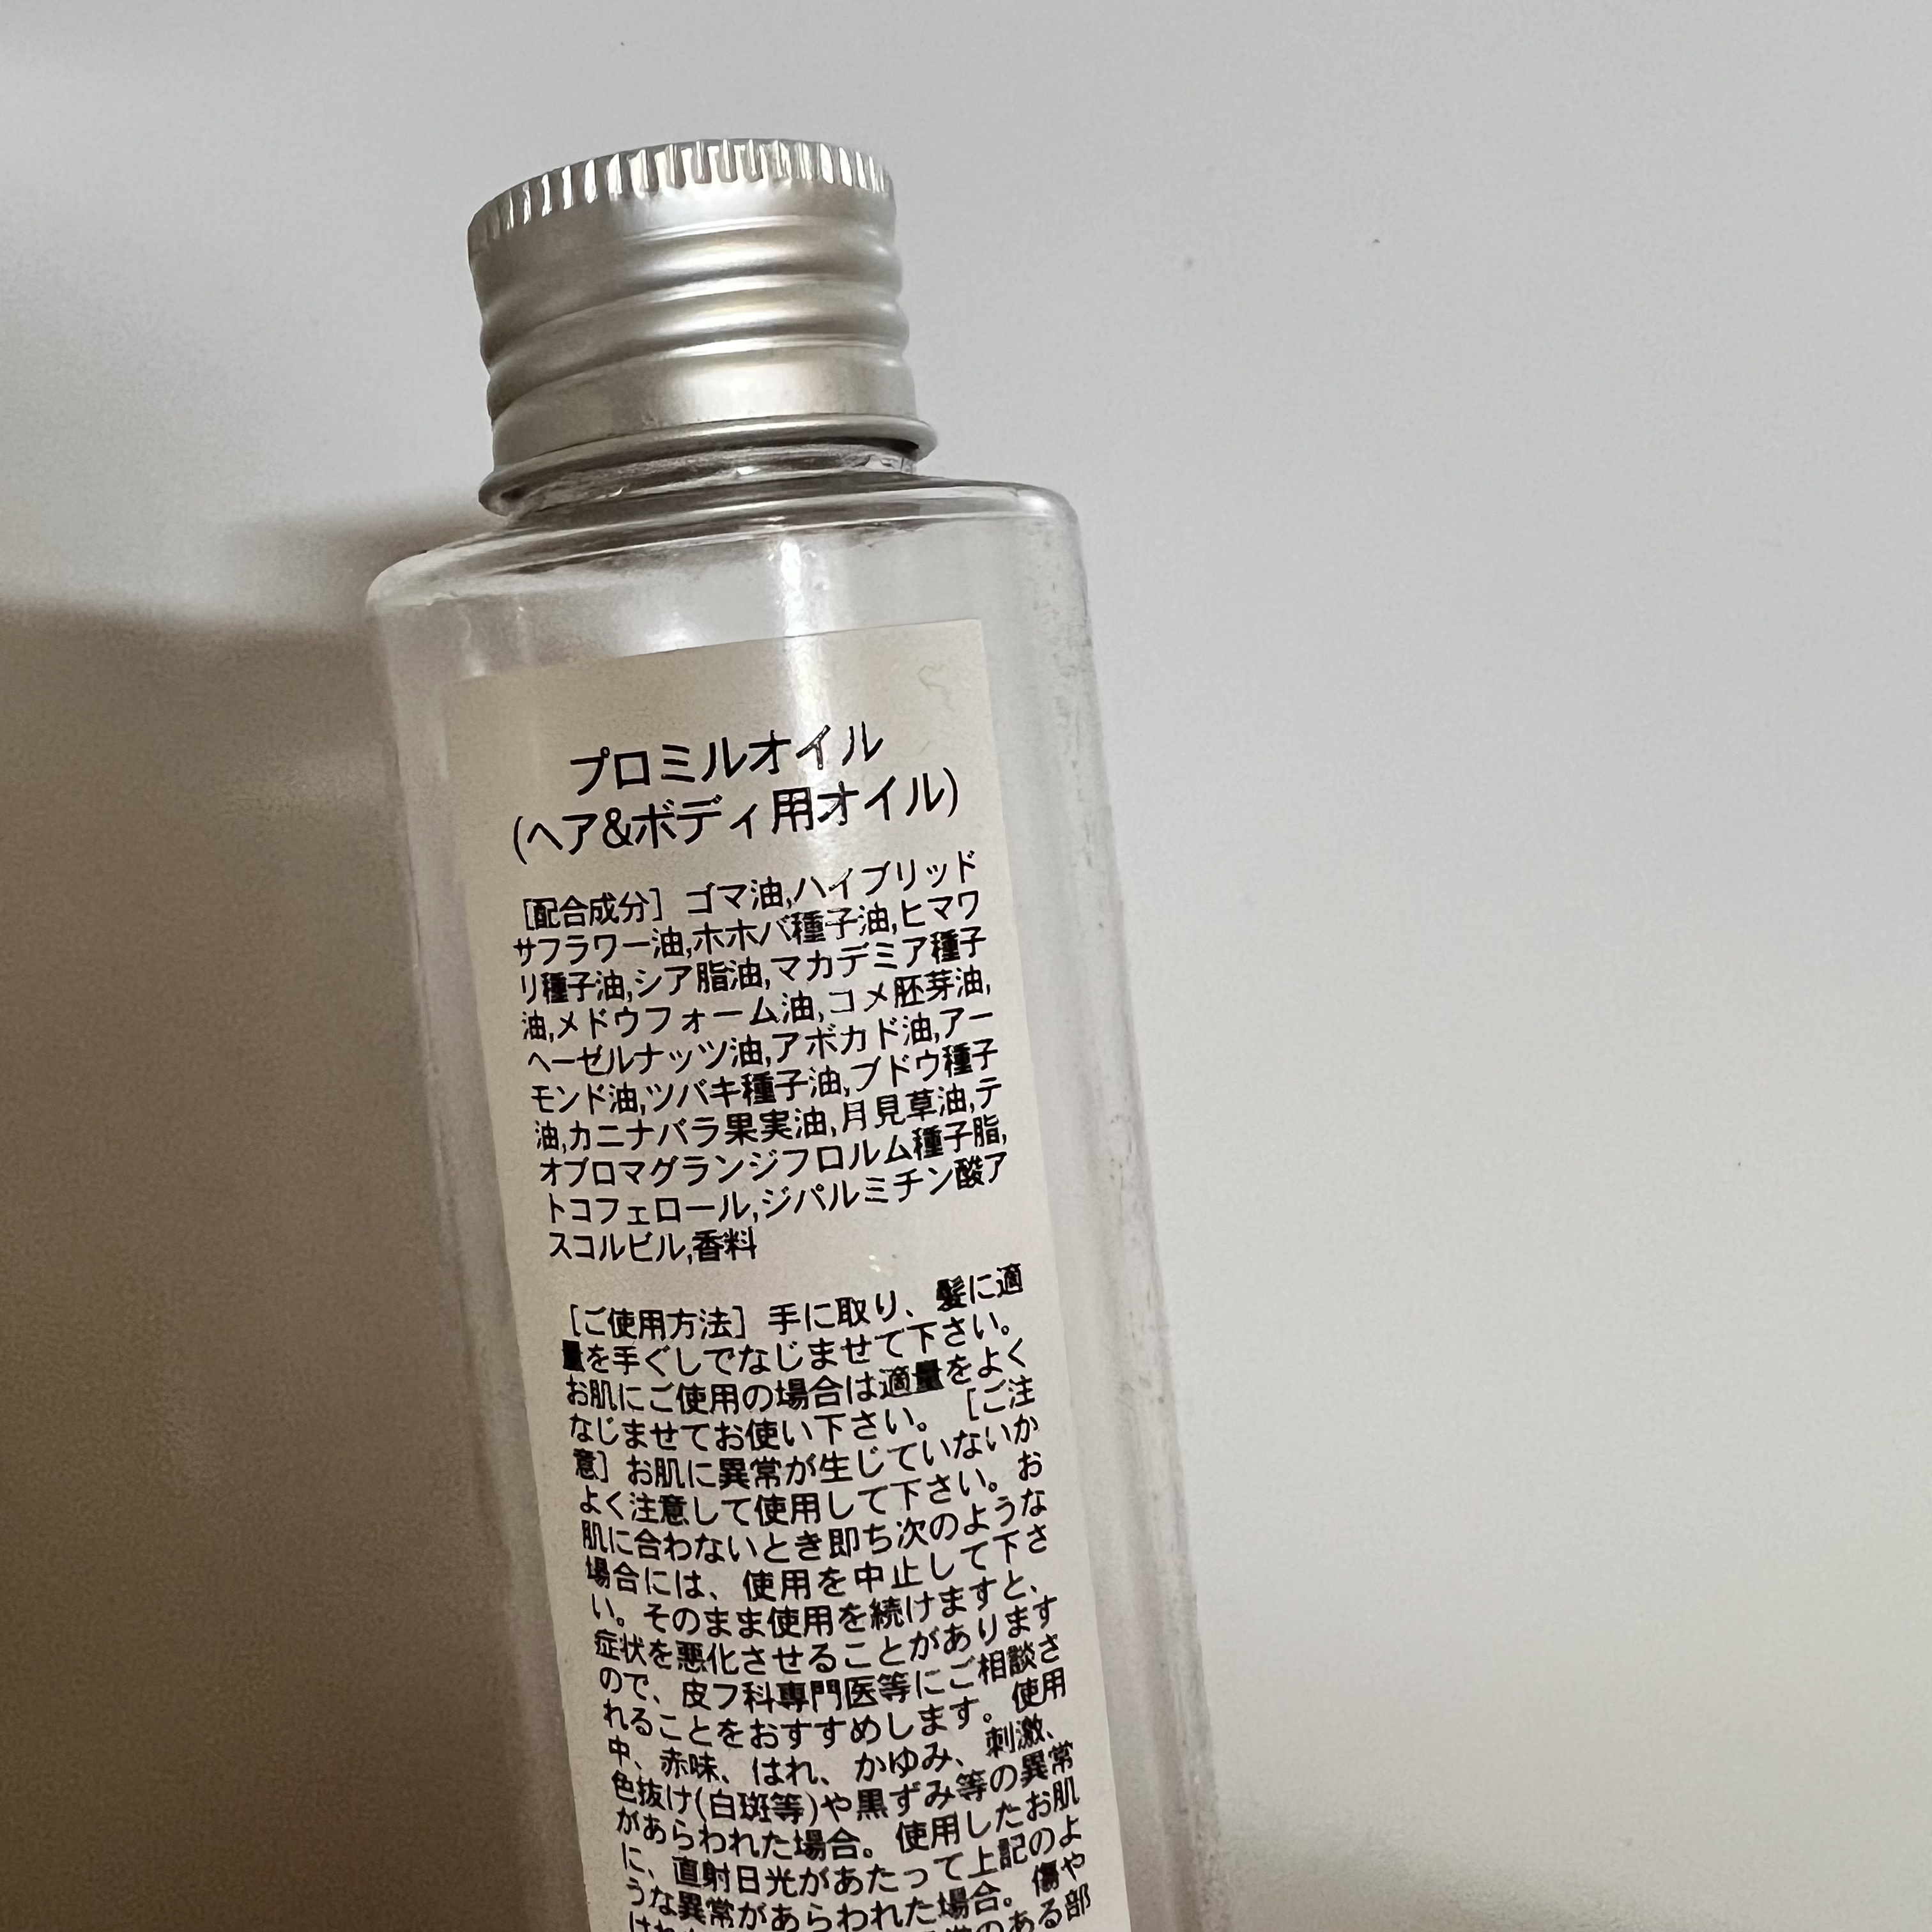 プロミルオイル
(ヘア&ボディ用オイル)
[配合成分] ゴマ油,ハイブリッド
サフラワー油,ホホバ種子油,ヒマワ
リ種子油,シア脂油,マカデミア種子
油,メドウフォーム油,コメ胚芽油,
ヘーゼルナッツ油,アボカド油,アー
モンド油,ツバキ種子油,ブドウ種子
油,カニナバラ果実油,月見草油,テ
オブロマグランジフロルム種子脂,
トコフェロール,ジパルミチン酸ア
スコルビル,香料
[ご使用方法] 手に取り、髪に適
量を手ぐしでなじませて下さい。
お肌にご使用の場合は適量をよく
なじませてお使い下さい。 [ご注
意] お肌に異常が生じていないか
よく注意して使用して下さい。お
肌に合わないとき即ち次のような
場合には、使用を中止して下さ
い。そのまま使用を続けますと、
症状を悪化させることがあります
ので、皮フ科専門医等にご相談さ
れることをおすすめします。使用
中、赤味、はれ、かゆみ、刺激、
色抜け(白斑等)や黒ずみ等の異常
があらわれた場合。使用したお肌
に、直射日光があたって上記のよ
うな異常があらわれた場合。傷や
のある部